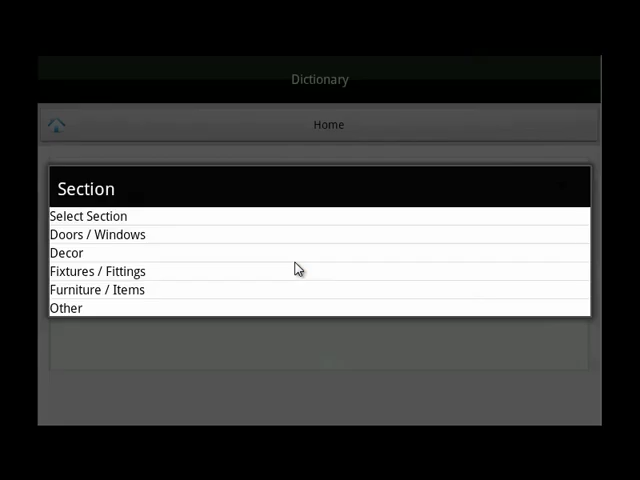 Dictionary
Home
Section
Select Section
Doors / Windows
Decor
Fixtures / Fittings
Furniture / Items
Other